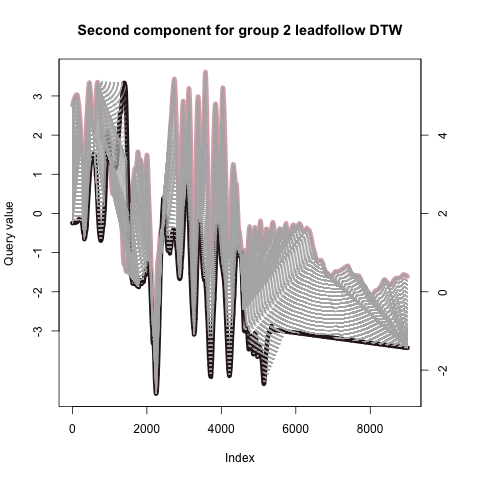 Second component for group 2 leadfollow DTW
Query value
3
2
1
0
-1
-2
-3
4
2
0
-2
0 2000 4000 6000 8000
Index